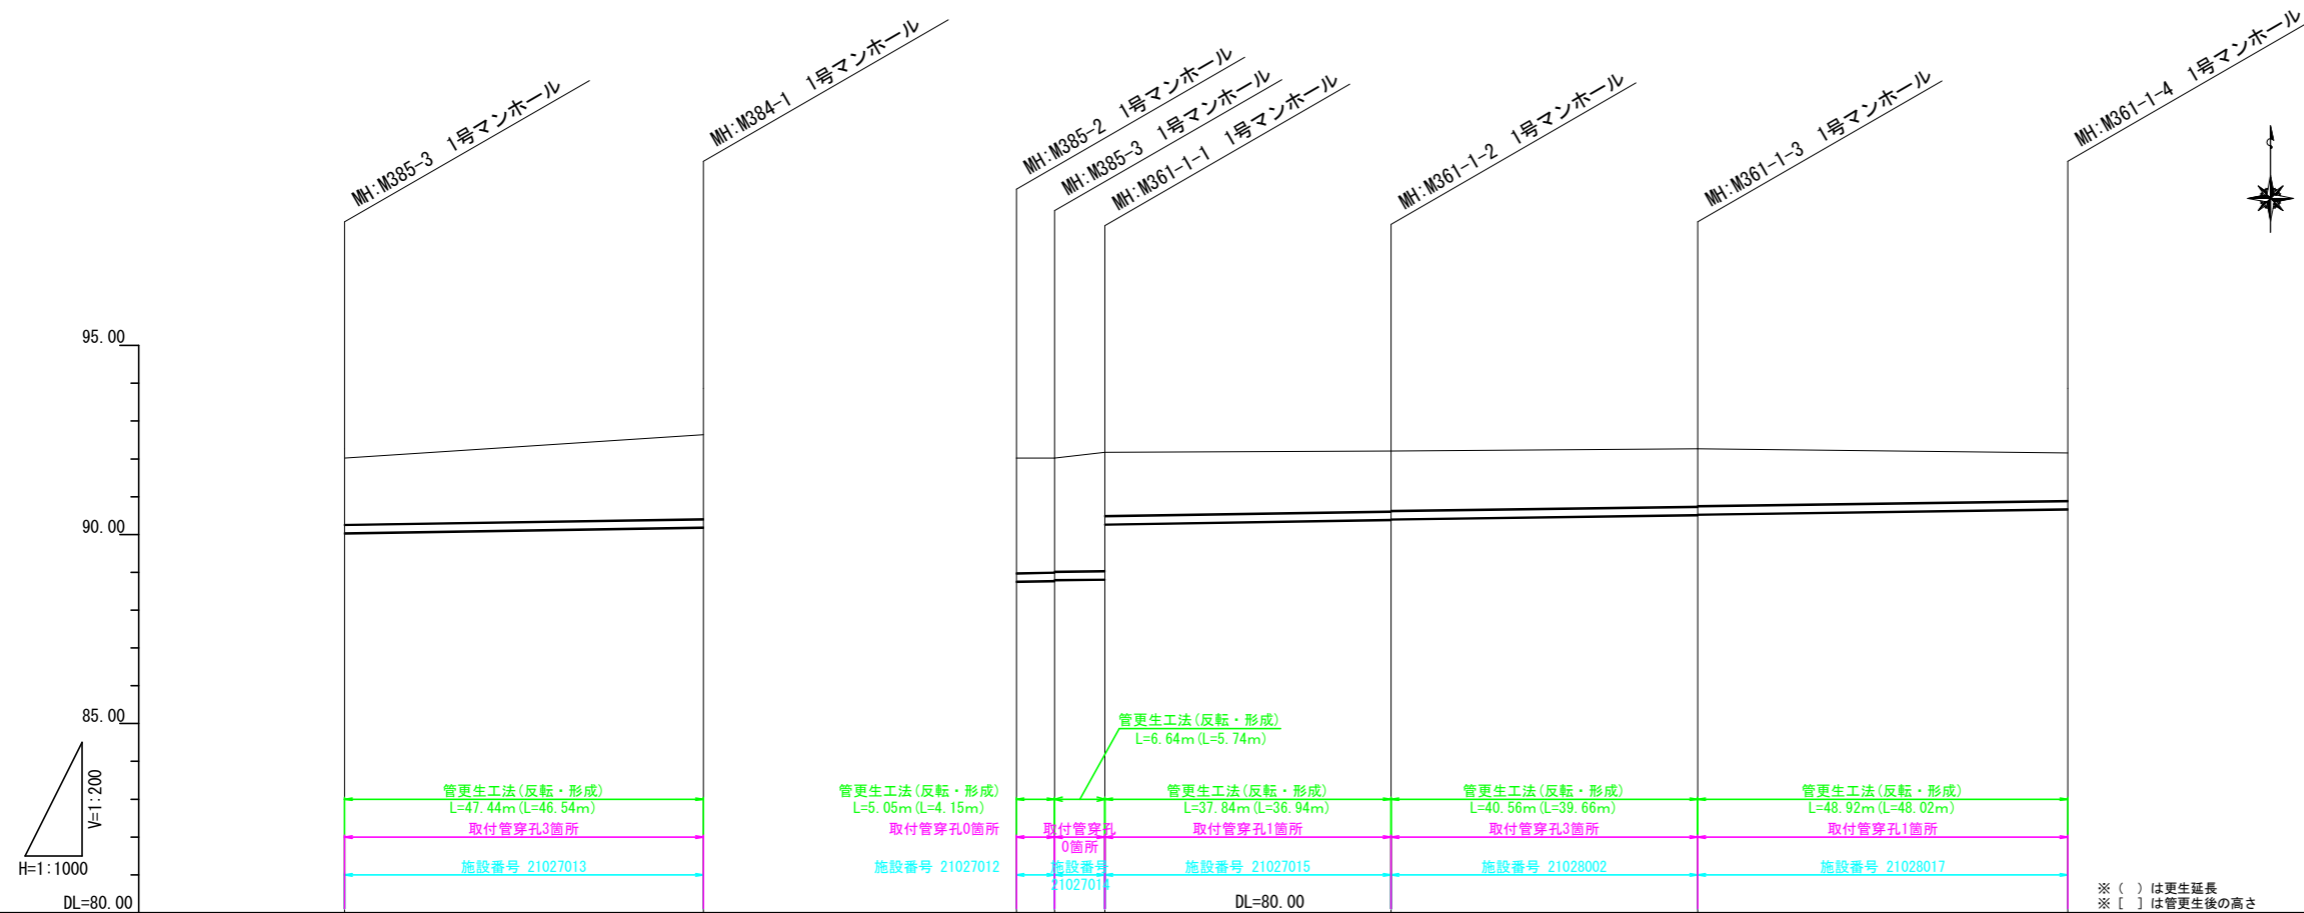 MH:M385-3　1号マンホール
MH:M384-1　1号マンホール
MH:M385-2　1号マンホール
MH:M385-3　1号マンホール
MH:M361-1-1　1号マンホール
MH:M361-1-2　1号マンホール
MH:M361-1-3　1号マンホール
MH:M361-1-4　1号マンホール
95.00
90.00
85.00
DL=80.00
V=1:200
H=1:1000
管更生工法(反転・形成)
L=47.44m(L=46.54m)
取付管穿孔3箇所
施設番号 21027013
管更生工法(反転・形成)
L=5.05m(L=4.15m)
取付管穿孔0箇所
施設番号 21027012
管更生工法(反転・形成)
L=6.64m(L=5.74m)
取付管穿孔
0箇所
施設番号
21027014
管更生工法(反転・形成)
L=37.84m(L=36.94m)
取付管穿孔1箇所
施設番号 21027015
管更生工法(反転・形成)
L=40.56m(L=39.66m)
取付管穿孔3箇所
施設番号 21028002
管更生工法(反転・形成)
L=48.92m(L=48.02m)
取付管穿孔1箇所
施設番号 21028017
DL=80.00
※（　）は更生延長
※［　］は管更生後の高さ